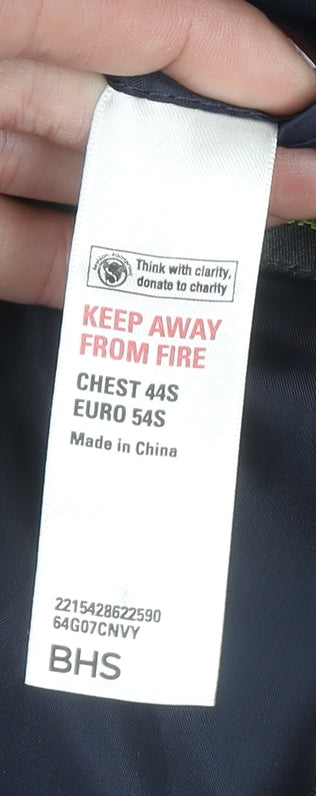 Think with clarity,
donate to charity
KEEP AWAY
FROM FIRE
CHEST 44S
EURO 54S
Made in China
2215428622590
64G07CNVY
BHS